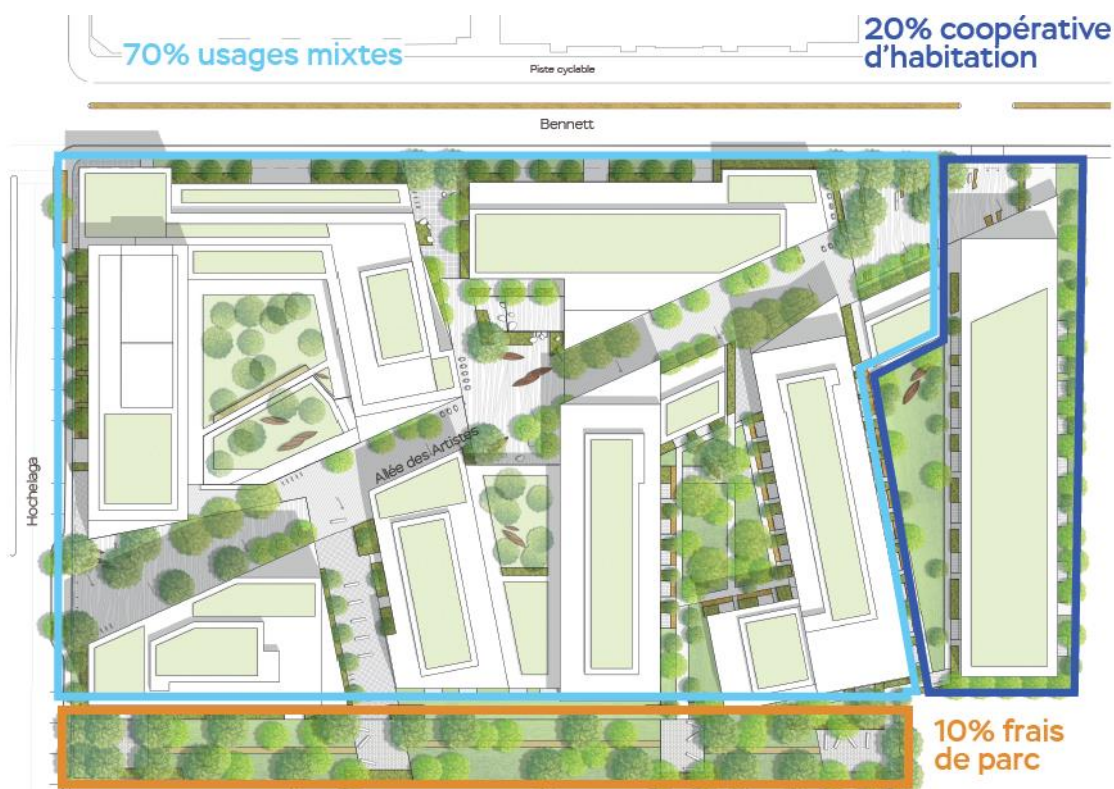 70% usages mixtes
20% coopérative
d'habitation
Piste cyclable
Bennett
Allée des Artistes
Hochelaga
10% frais
de parc